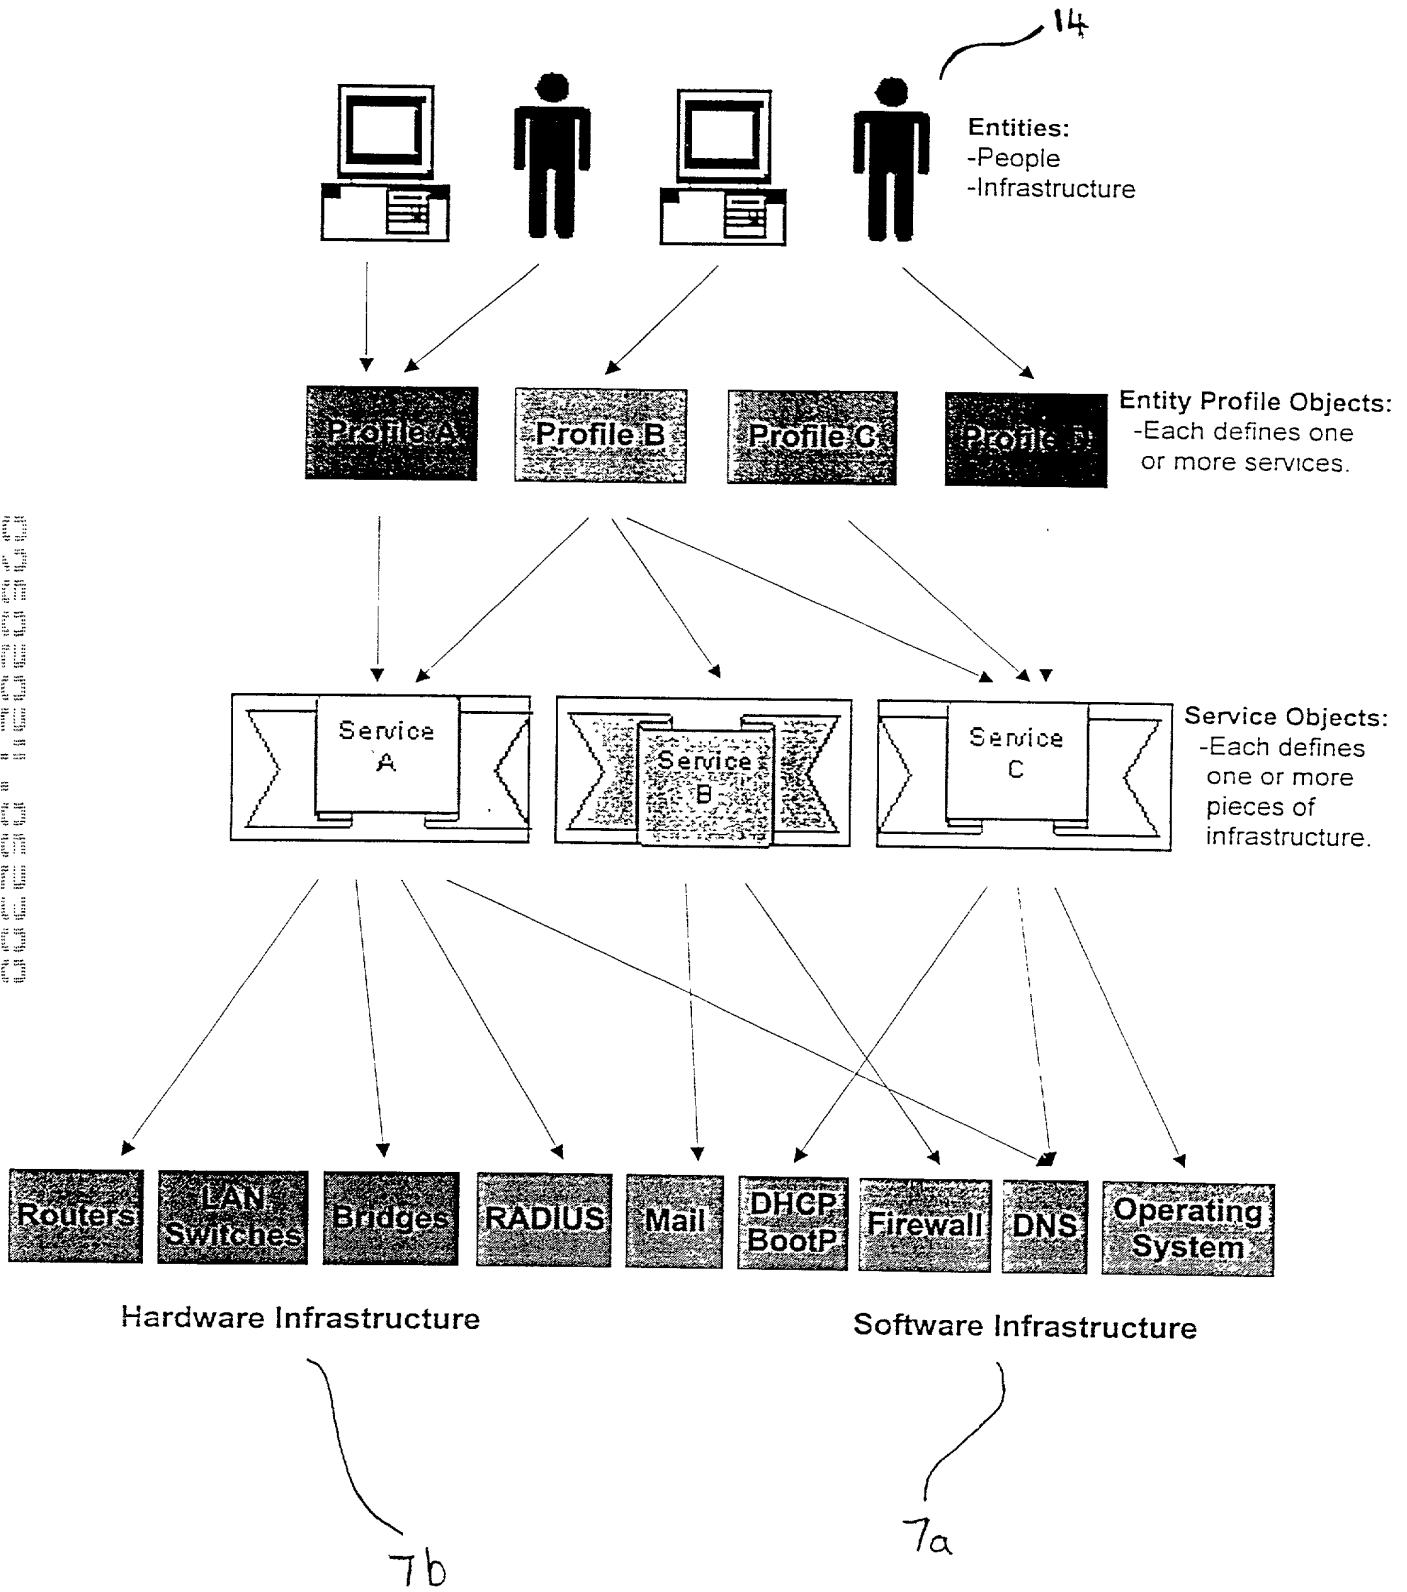 14
Entities:
-People
-Infrastructure
Profile A
Profile B
Profile C
Profile D
Entity Profile Objects:
-Each defines one
or more services.
Service
A
Service
B
Service
C
Service Objects:
-Each defines
one or more
pieces of
infrastructure.
Routers
LAN
Switches
Bridges
RADIUS
Mail
DHCP
BootP
Firewall
DNS
Operating
System
Hardware Infrastructure
Software Infrastructure
7b
7a